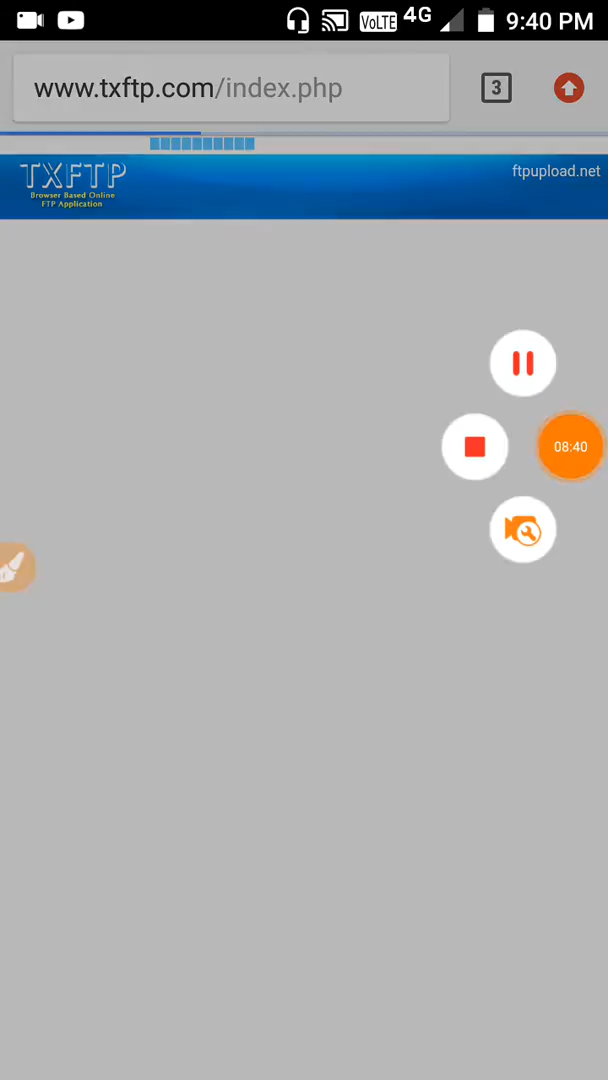 VoLTE 4G 9:40 PM
www.txftp.com/index.php 3
TXFTP
ftpupload.net
Browser Based Online
FTP Application
08:40